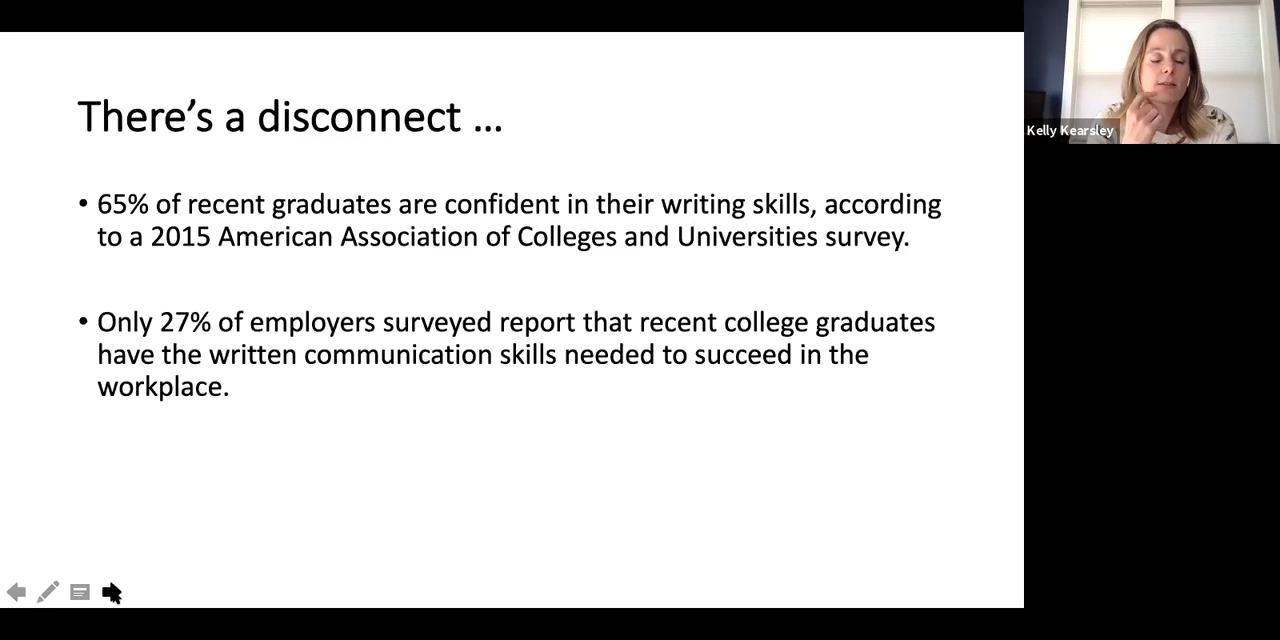 There’s a disconnect …
• 65% of recent graduates are confident in their writing skills, according
to a 2015 American Association of Colleges and Universities survey.
• Only 27% of employers surveyed report that recent college graduates
have the written communication skills needed to succeed in the
workplace.
Kelly Kearsley